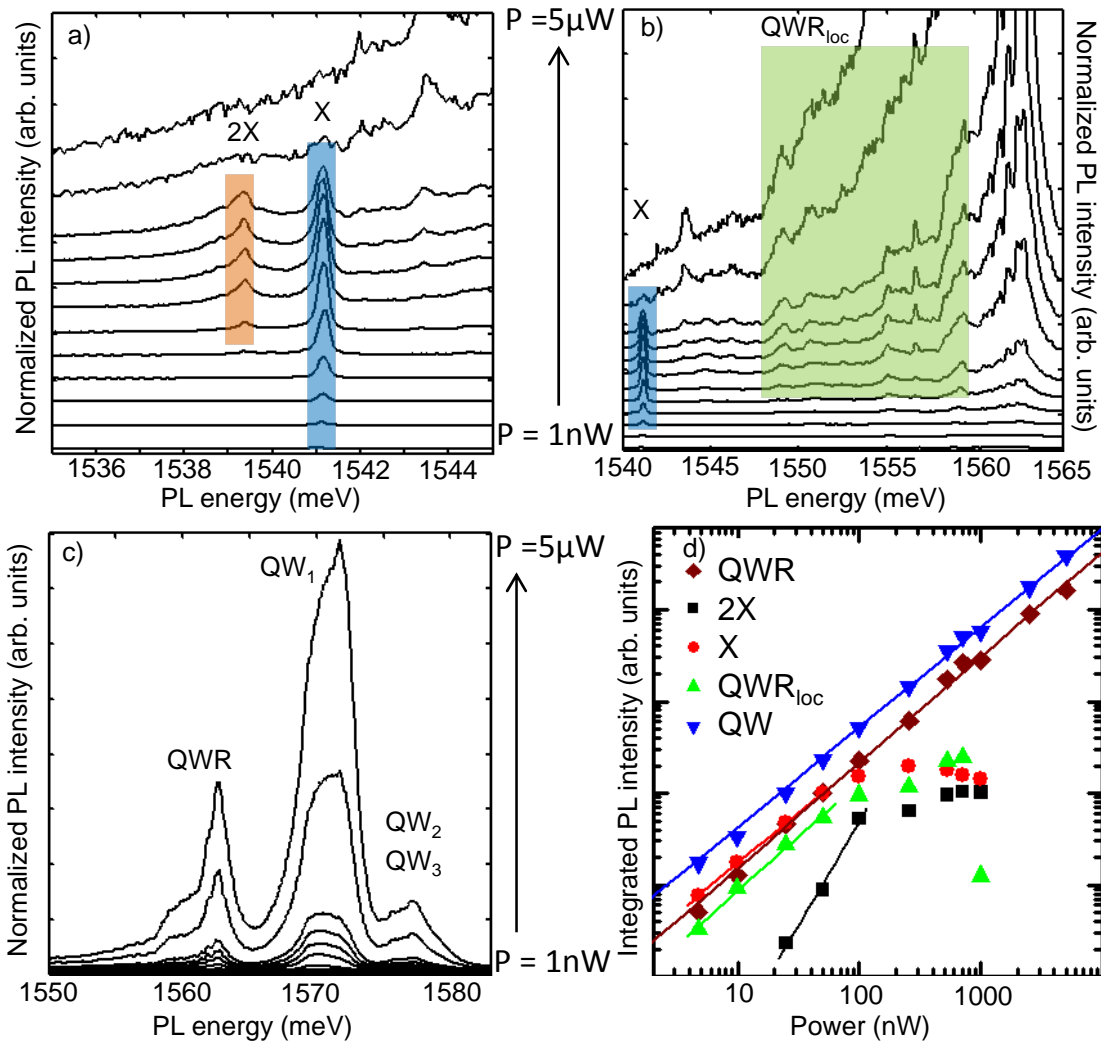 a)
Normalized PL intensity (arb. units)
2X
X
1536 1538 1540 1542 1544
PL energy (meV)
P =5µW
P = 1nW
b)
QWRloc
X
Normalized PL intensity (arb. units)
1540 1545 1550 1555 1560 1565
PL energy (meV)
c)
Normalized PL intensity (arb. units)
QW1
QWR
QW2
QW3
1550 1560 1570 1580
PL energy (meV)
P =5µW
P = 1nW
d)
Integrated PL intensity (arb. units)
QWR
2X
X
QWRloc
QW
10 100 1000
Power (nW)